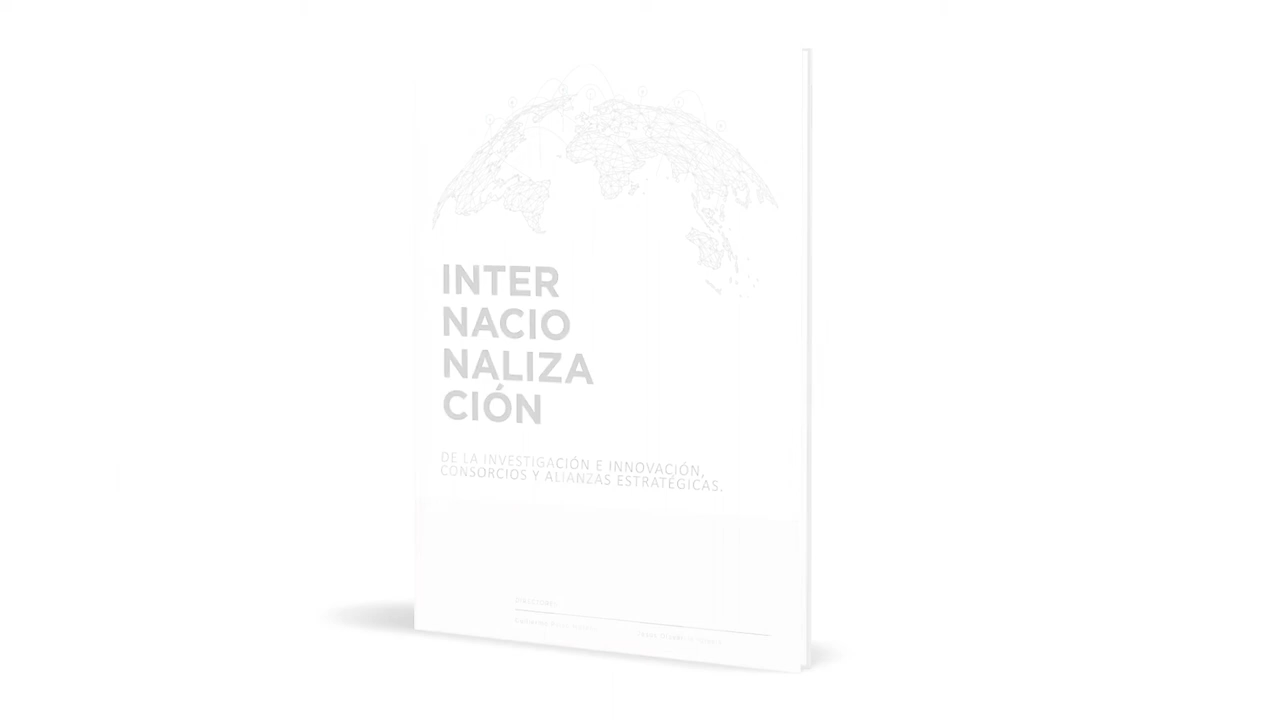 INTER
NACIO
NALIZA
CIÓN
DE LA INVESTIGACIÓN E INNOVACIÓN,
CONSORCIOS Y ALIANZAS ESTRATÉGICAS.